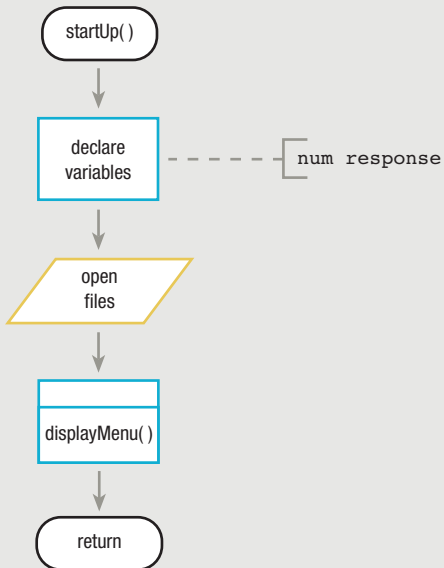 startUp( )
declare
variables
num response
open
files
displayMenu( )
return